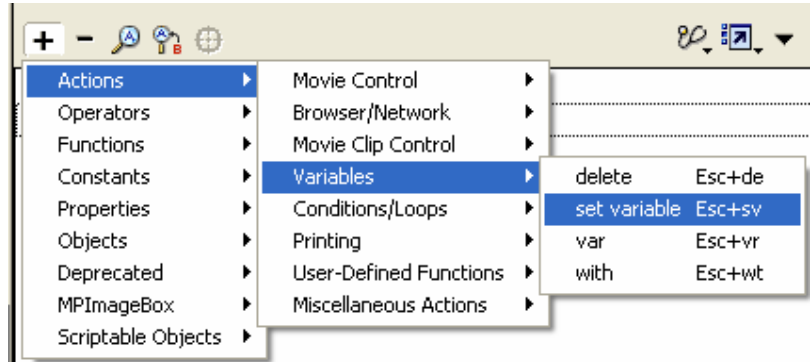 Actions
Operators
Functions
Constants
Properties
Objects
Deprecated
MPImageBox
Scriptable Objects
Movie Control
Browser/Network
Movie Clip Control
Variables
Conditions/Loops
Printing
User-Defined Functions
Miscellaneous Actions
delete Esc+de
set variable Esc+sv
var Esc+vr
with Esc+wt